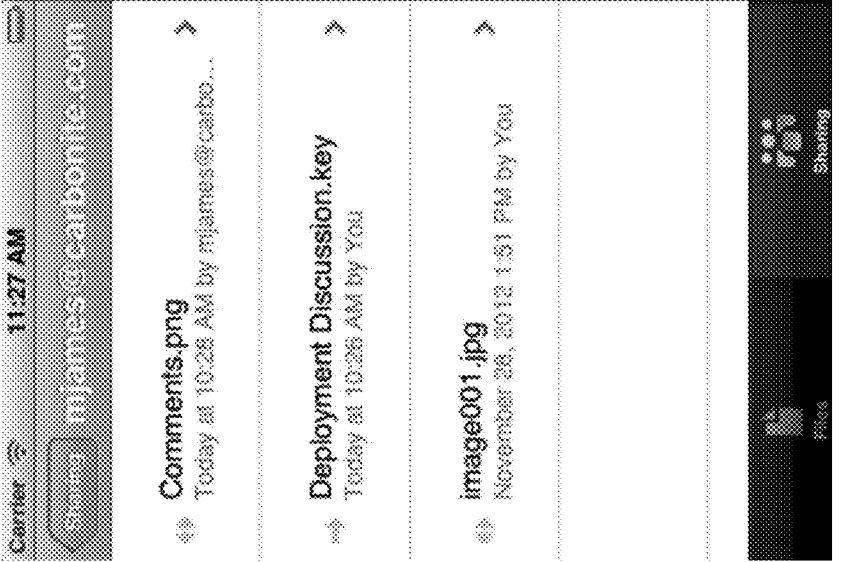 Carrier 11:27 AM
Sharing mjames@carbonite.com
Comments.png
Today at 10:28 AM by mjames@carbo...
Deployment Discussion.key
Today at 10:26 AM by You
image001.jpg
November 28, 2012 1:51 PM by You
Files Sharing